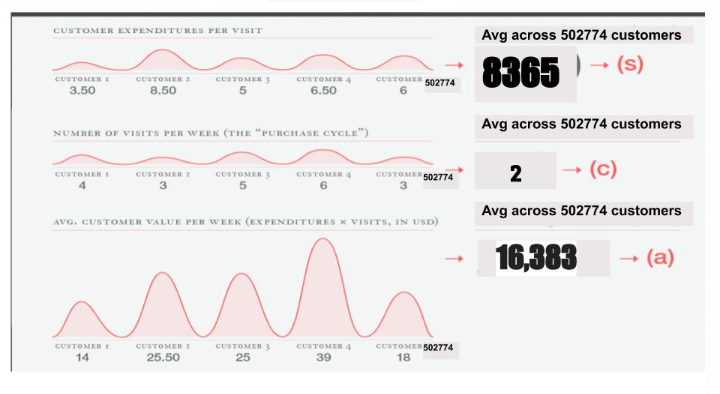 CUSTOMER EXPENDITURES PER VISIT
Avg across 502774 customers
8365 → (s)
CUSTOMER 1 CUSTOMER 2 CUSTOMER 3 CUSTOMER 4 CUSTOMER 502774
3.50 8.50 5 6.50 6
NUMBER OF VISITS PER WEEK (THE “PURCHASE CYCLE”)
Avg across 502774 customers
2 → (c)
CUSTOMER 1 CUSTOMER 2 CUSTOMER 3 CUSTOMER 4 CUSTOMER 502774
4 3 5 6 3
AVG. CUSTOMER VALUE PER WEEK (EXPENDITURES × VISITS, IN USD)
Avg across 502774 customers
16,383 → (a)
CUSTOMER 1 CUSTOMER 2 CUSTOMER 3 CUSTOMER 4 CUSTOMER 502774
14 25.50 25 39 18